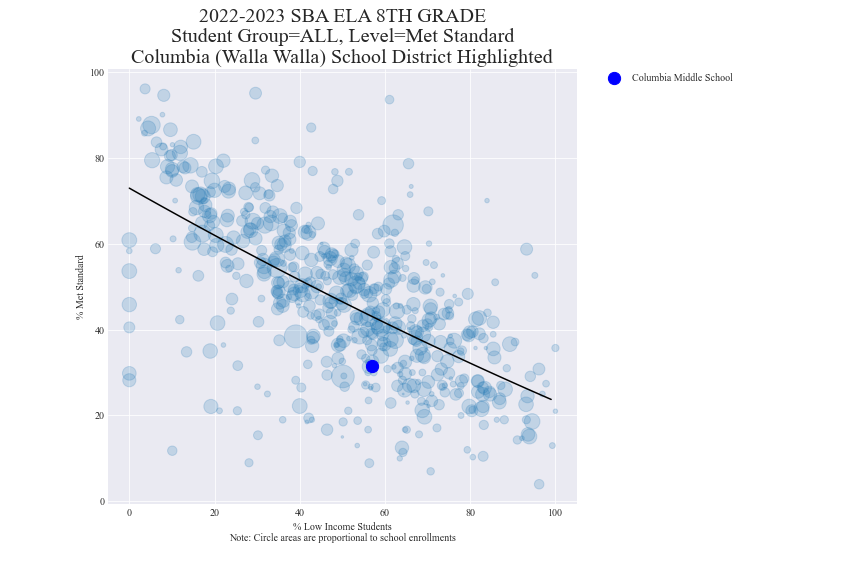 2022-2023 SBA ELA 8TH GRADE
Student Group=ALL, Level=Met Standard
Columbia (Walla Walla) School District Highlighted
Columbia Middle School
100
80
60
40
20
0
% Met Standard
0 20 40 60 80 100
% Low Income Students
Note: Circle areas are proportional to school enrollments